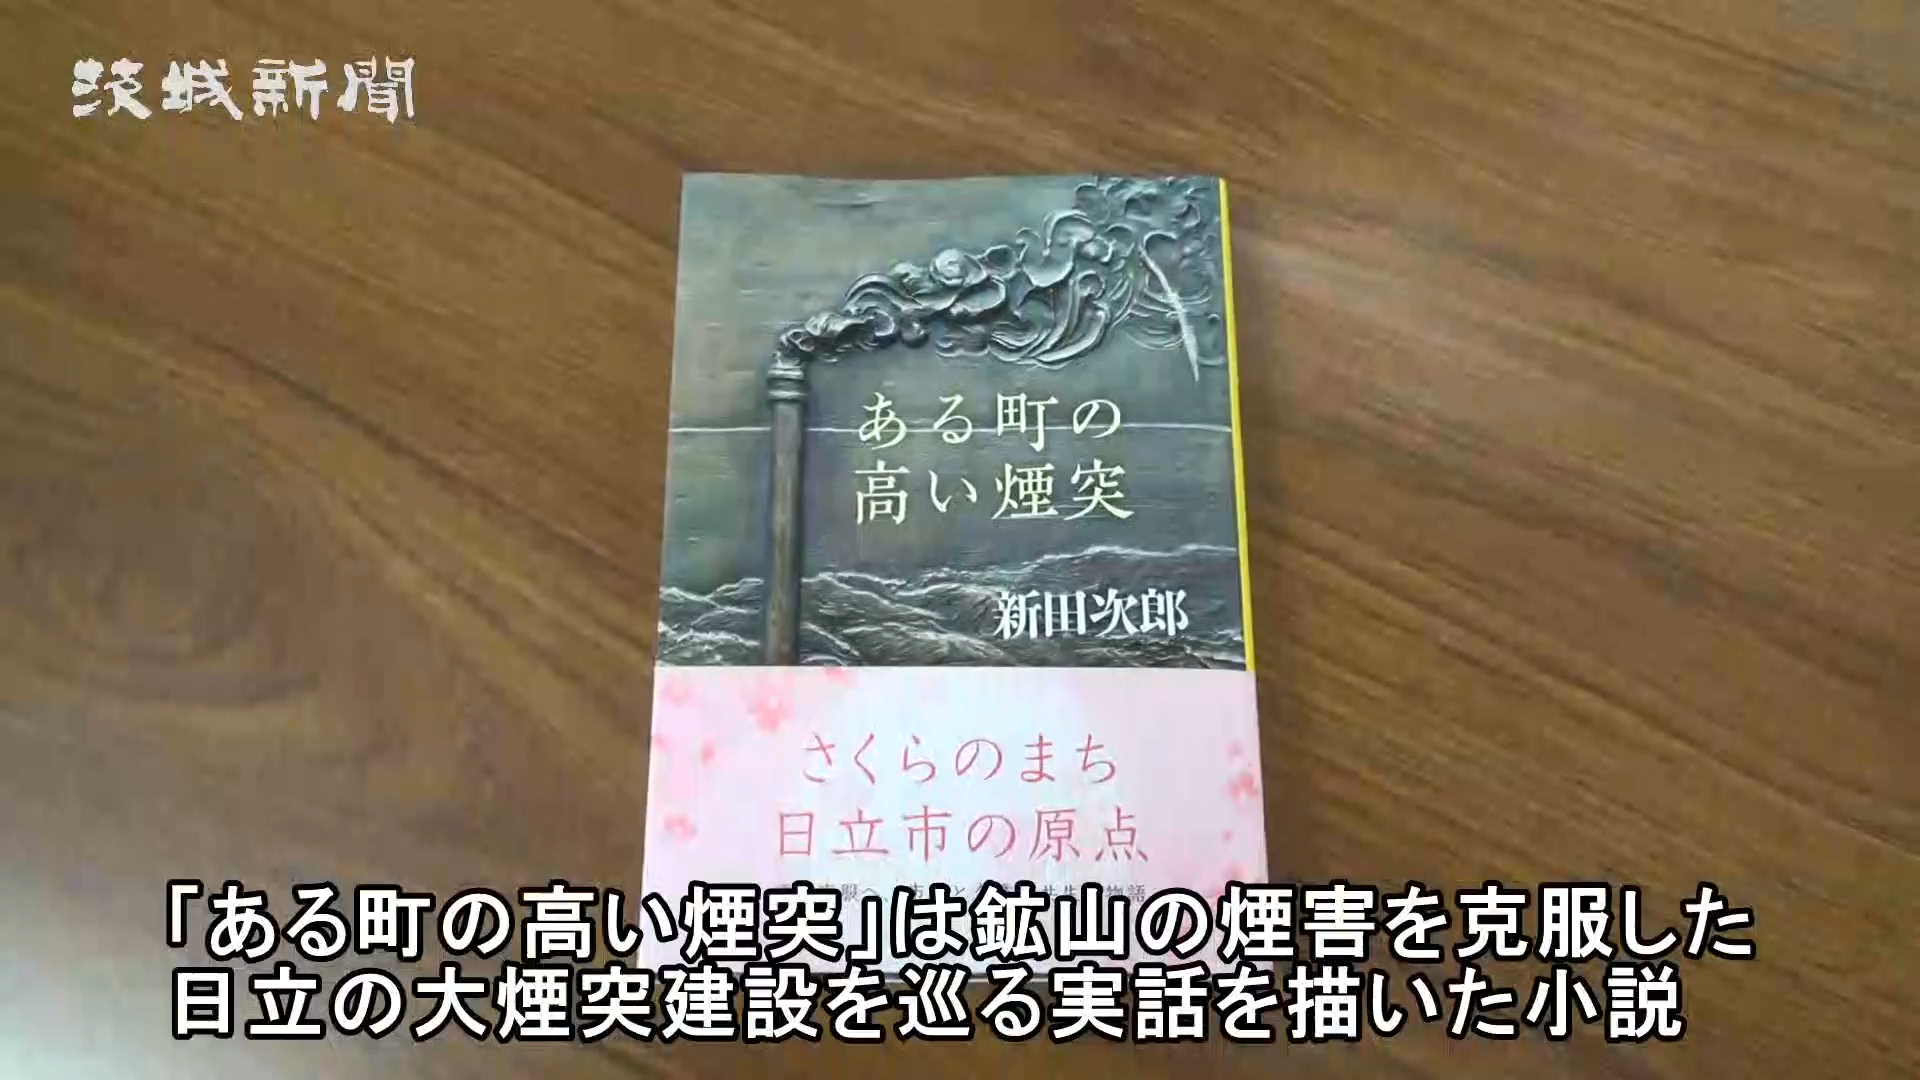 茨城新聞
ある町の
高い煙突
新田次郎
さくらのまち
日立市の原点
「ある町の高い煙突」は鉱山の煙害を克服した
日立の大煙突建設を巡る実話を描いた小説